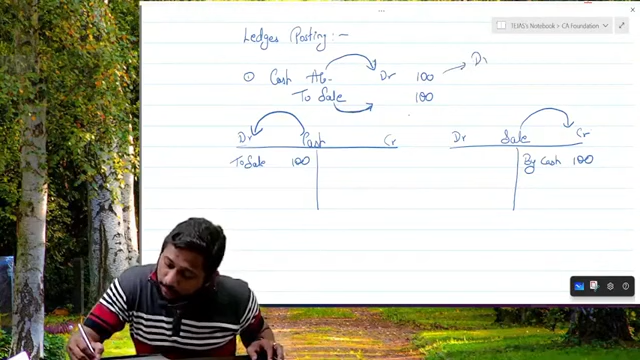 TEJAS's Notebook > CA Foundation
Ledger Posting :-
① Cash A/c Dr 100 → Dr
To Sale 100
Dr Cash Cr
To Sale 100
Dr Sale Cr
By Cash 100